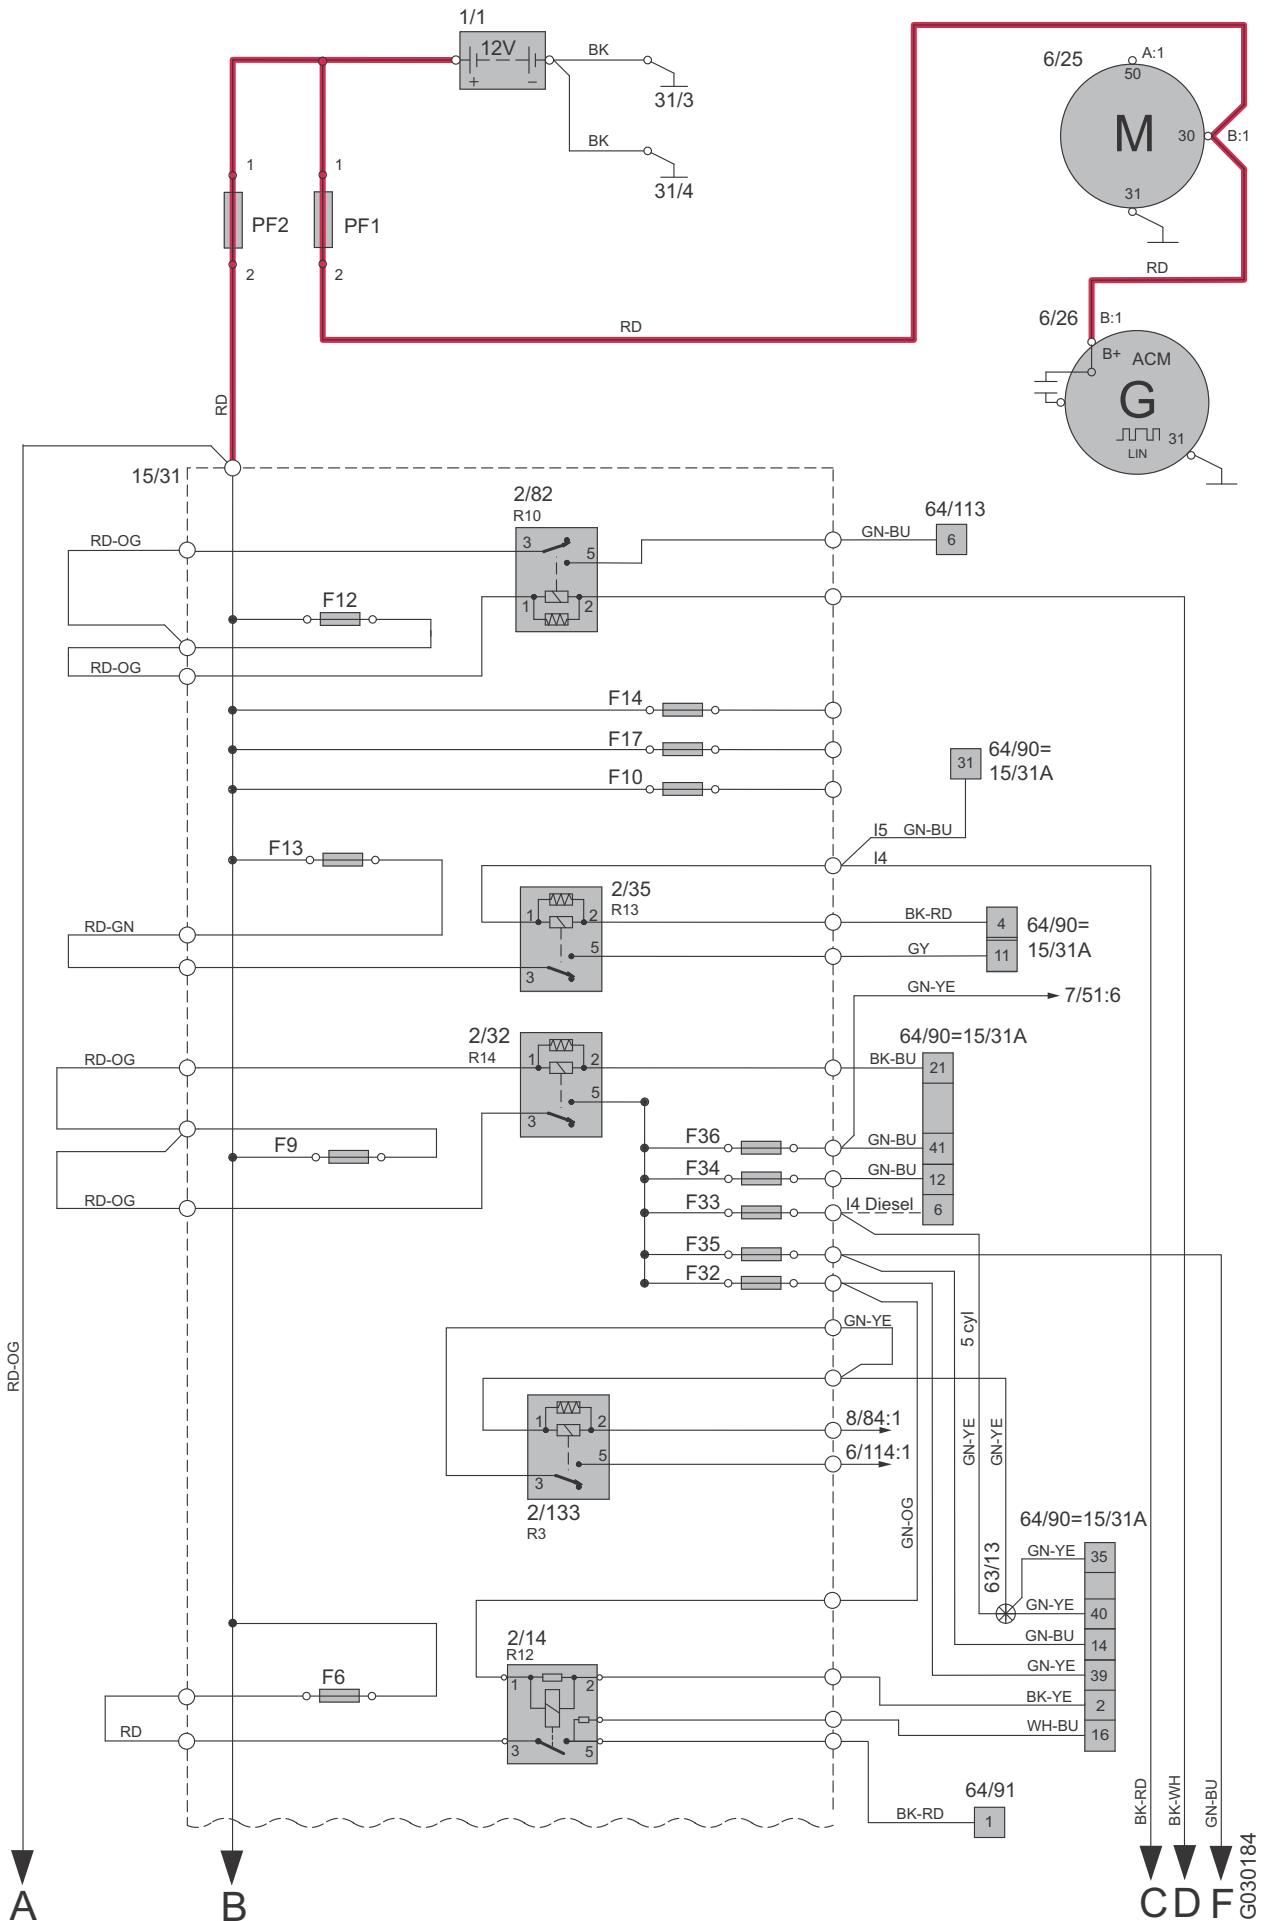 1/1
12V
+
−
BK
31/3
BK
31/4
A:1
6/25
50
M
30
B:1
31
1
PF2
2
1
PF1
2
RD
RD
RD
6/26
B:1
B+
ACM
G
31
LIN
15/31
2/82
R10
3
5
1
2
64/113
GN-BU
6
RD-OG
F12
RD-OG
F14
F17
F10
31
64/90=
15/31A
I5
GN-BU
I4
F13
2/35
R13
1
2
5
3
RD-GN
BK-RD
4
GY
11
64/90=
15/31A
GN-YE
7/51:6
2/32
R14
1
2
5
3
64/90=15/31A
RD-OG
BK-BU
21
F9
F36
GN-BU
41
F34
GN-BU
12
RD-OG
F33
I4 Diesel
6
F35
F32
5 cyl
GN-YE
RD-OG
1
2
5
3
2/133
R3
8/84:1
6/114:1
GN-YE
GN-YE
GN-OG
63/13
64/90=15/31A
GN-YE
35
GN-YE
40
GN-BU
14
GN-YE
39
BK-YE
2
WH-BU
16
2/14
R12
1
2
3
5
F6
RD
64/91
BK-RD
1
BK-RD
BK-WH
GN-BU
A
B
C
D
F
G030184